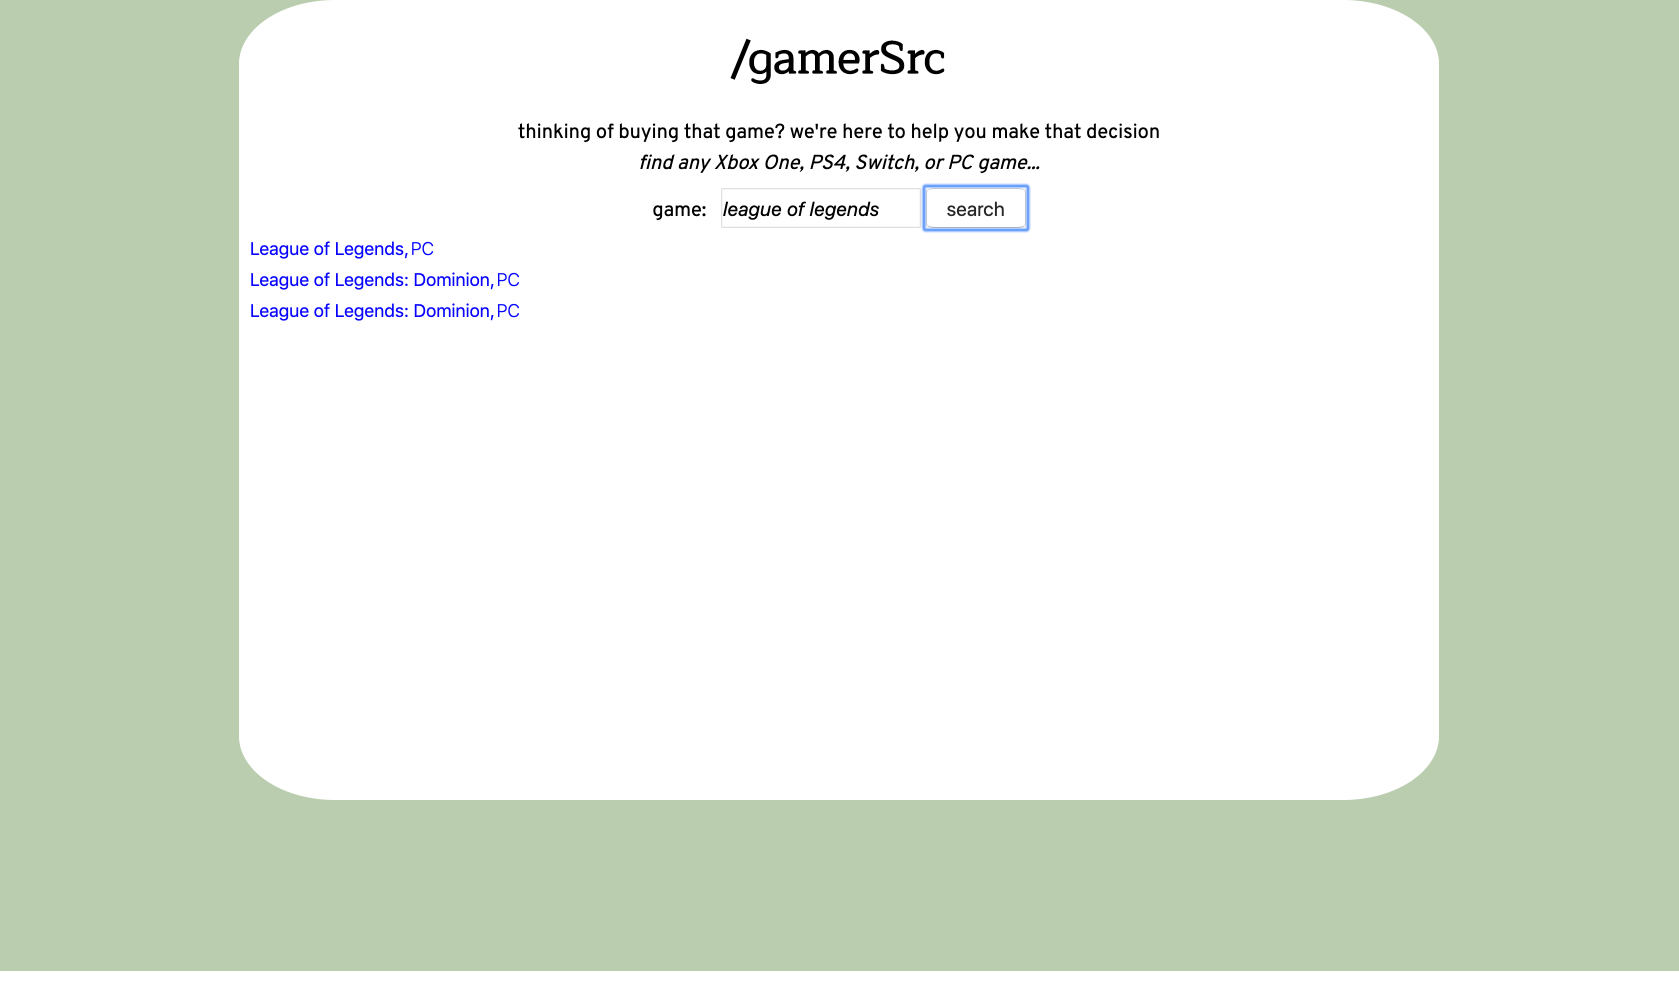 /gamerSrc
thinking of buying that game? we're here to help you make that decision
find any Xbox One, PS4, Switch, or PC game...
game: league of legends search
League of Legends, PC
League of Legends: Dominion, PC
League of Legends: Dominion, PC